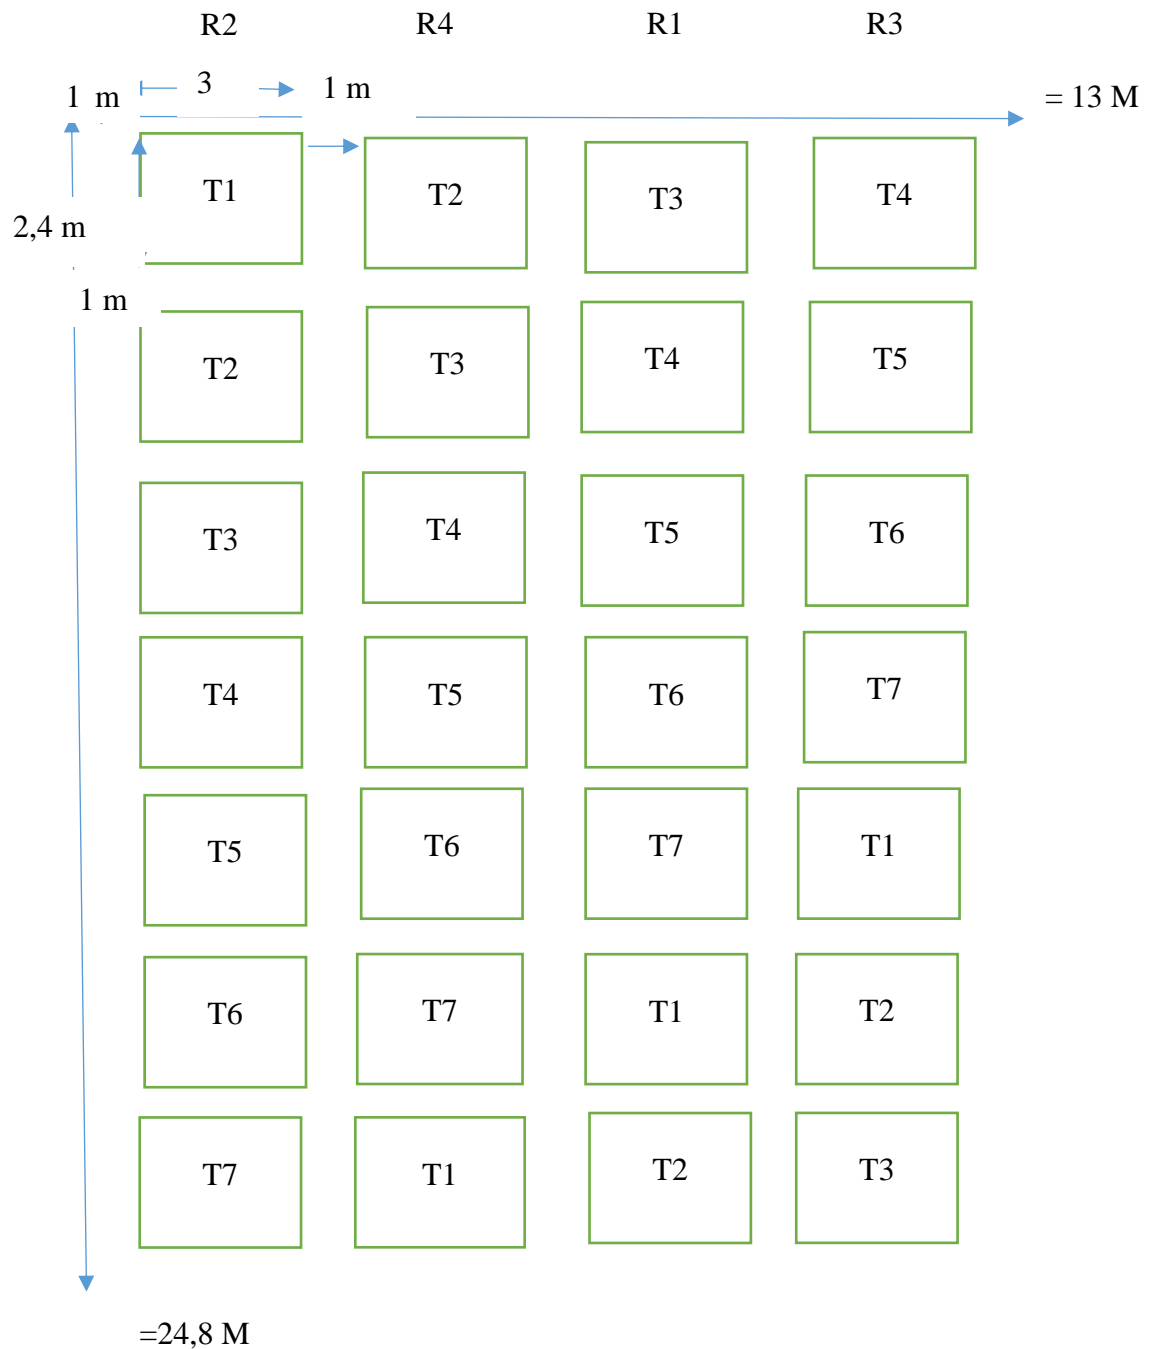 R2 R4 R1 R3
3 1 m
1 m = 13 M
T1 T2 T3 T4
2,4 m
1 m
T2 T3 T4 T5
T3 T4 T5 T6
T4 T5 T6 T7
T5 T6 T7 T1
T6 T7 T1 T2
T7 T1 T2 T3
=24,8 M